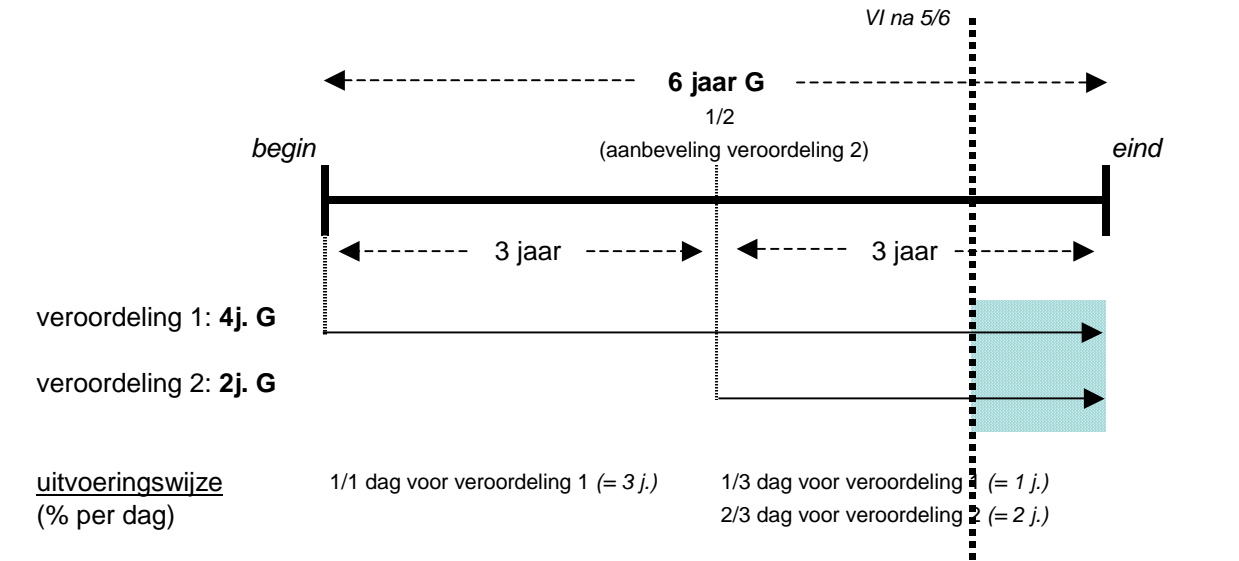 VI na 5/6
6 jaar G
1/2
begin
(aanbeveling veroordeling 2)
eind
3 jaar
3 jaar
veroordeling 1: 4j. G
veroordeling 2: 2j. G
uitvoeringswijze
(% per dag)
1/1 dag voor veroordeling 1 (= 3 j.)
1/3 dag voor veroordeling 1 (= 1 j.)
2/3 dag voor veroordeling 2 (= 2 j.)